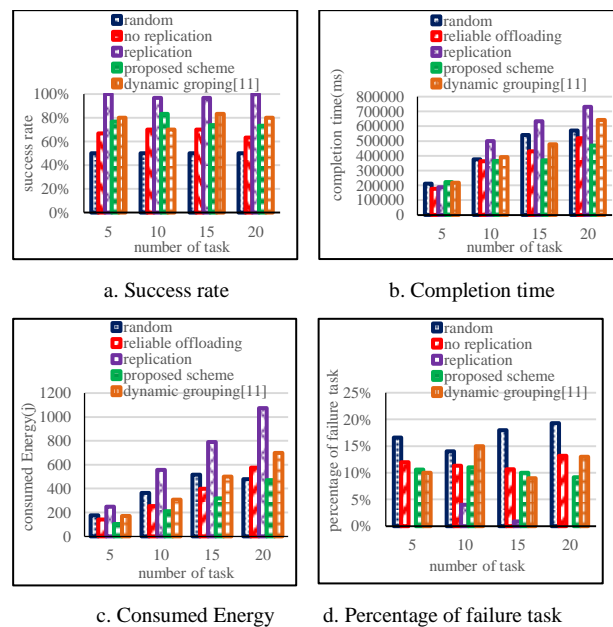 random
no replication
replication
proposed scheme
dynamic groping[11]
100%
80%
60%
40%
20%
0%
success rate
5 10 15 20
number of task
a. Success rate
random
reliable offloading
replication
proposed scheme
dynamic grouping[11]
800000
700000
600000
500000
400000
300000
200000
100000
0
completion time(ms)
5 10 15 20
number of task
b. Completion time
random
reliable offloading
replication
proposed scheme
dynamic grouping[11]
1200
1000
800
600
400
200
0
consumed Energy(j)
5 10 15 20
number of task
c. Consumed Energy
random
no replication
replication
proposed scheme
dynamic grouping[11]
25%
20%
15%
10%
5%
0%
percentage of failure task
5 10 15 20
number of task
d. Percentage of failure task